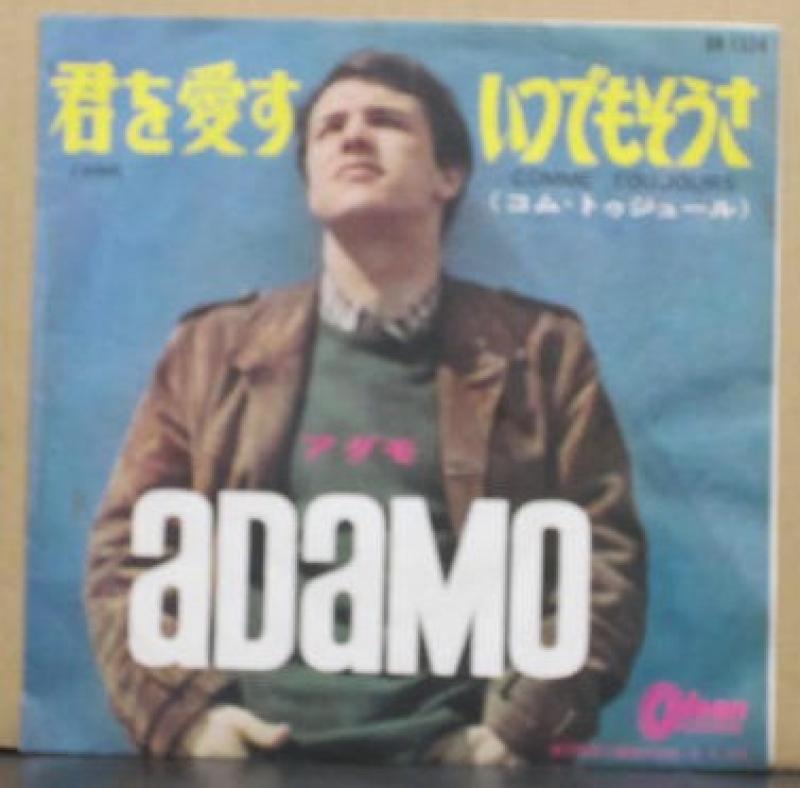 君を愛す
J'AIME
いつでもそうさ
COMME TOUJOURS
(コム・トゥジュール)
アダモ
aDaMO
Odeon